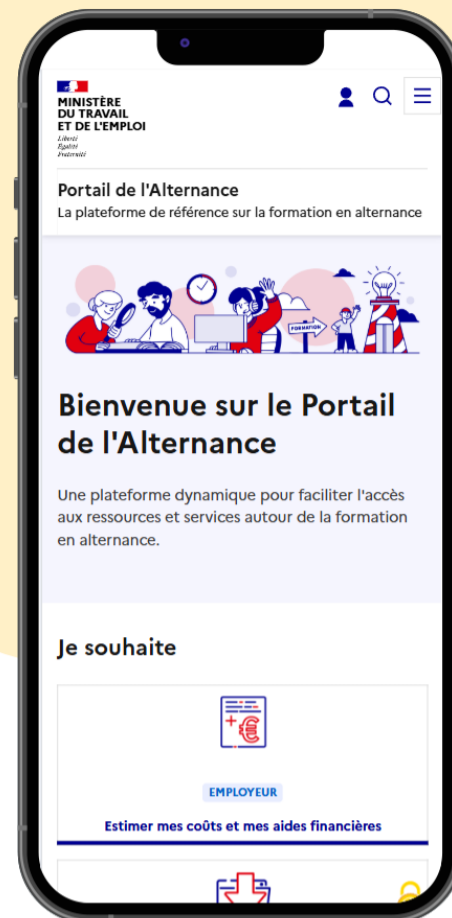 MINISTÈRE
DU TRAVAIL
ET DE L'EMPLOI
Liberté
Égalité
Fraternité
Portail de l'Alternance
La plateforme de référence sur la formation en alternance
FORMATION
Bienvenue sur le Portail
de l'Alternance
Une plateforme dynamique pour faciliter l'accès
aux ressources et services autour de la formation
en alternance.
Je souhaite
EMPLOYEUR
Estimer mes coûts et mes aides financières